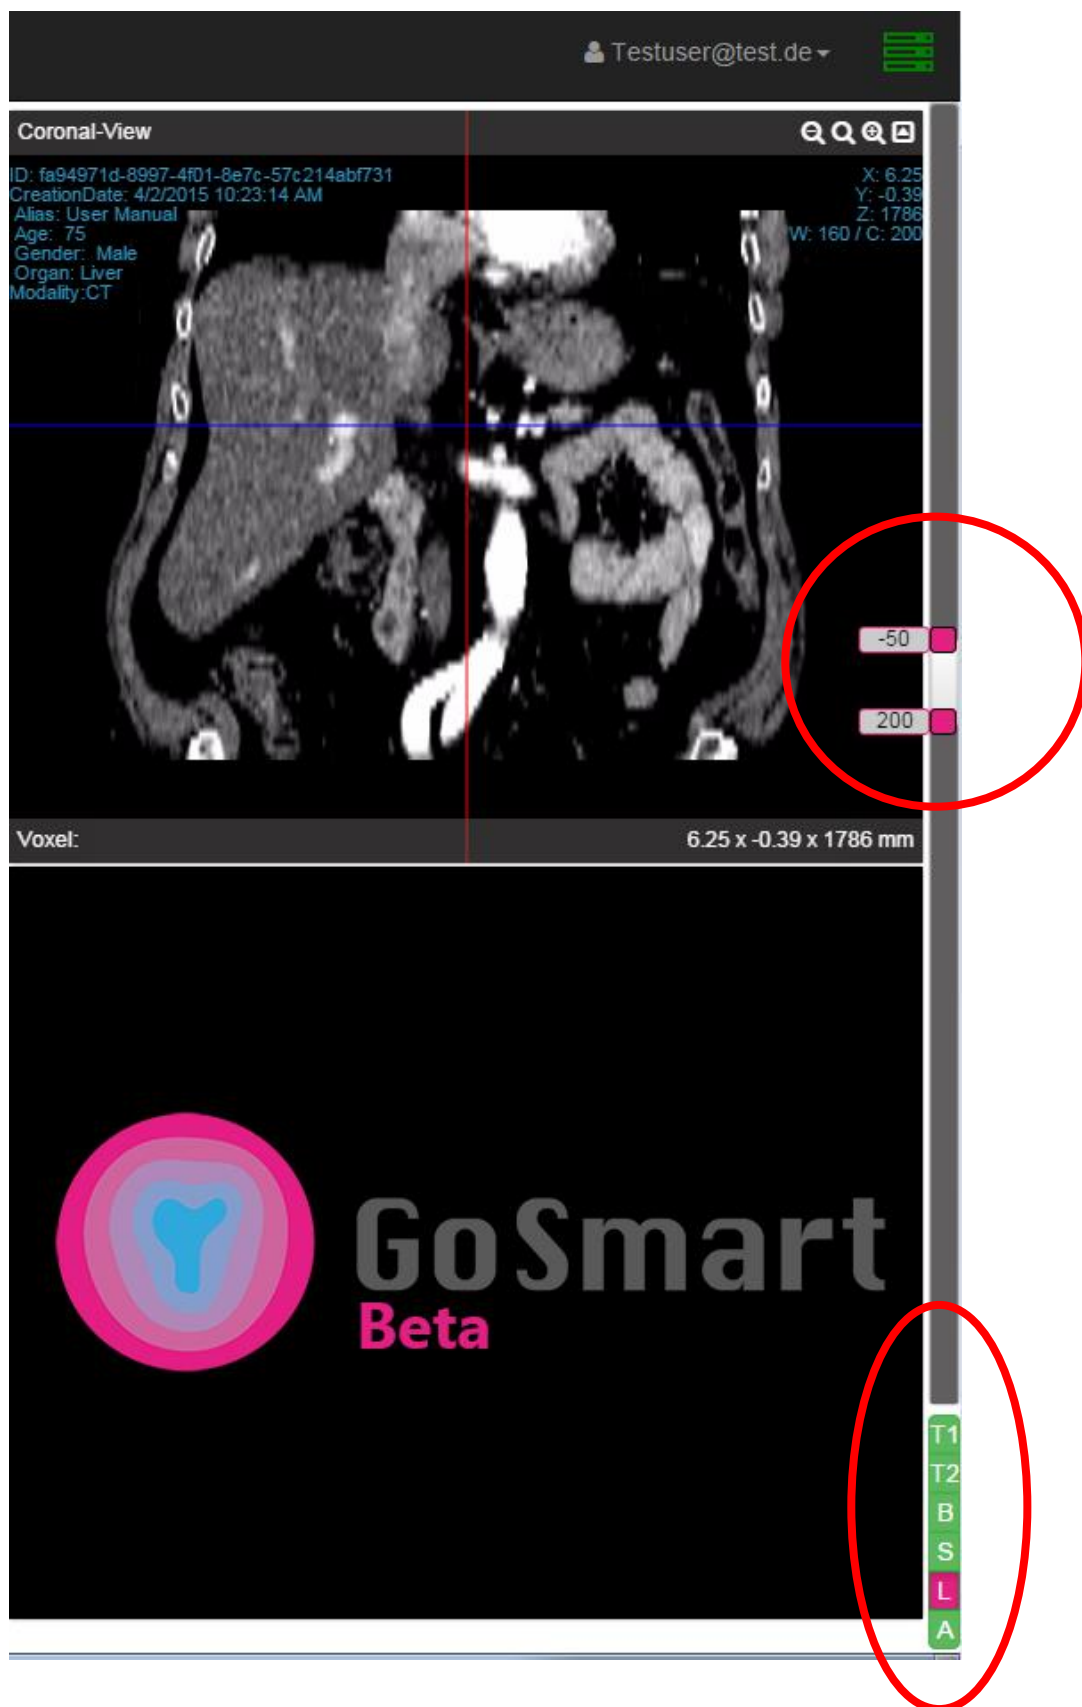 Testuser@test.de
Coronal-View
ID: fa94971d-8997-4f01-8e7c-57c214abf731
CreationDate: 4/2/2015 10:23:14 AM
Alias: User Manual
Age: 75
Gender: Male
Organ: Liver
Modality:CT
X: 6.25
Y: -0.39
Z: 1786
W: 160 / C: 200
-50
200
Voxel:
6.25 x -0.39 x 1786 mm
GoSmart
Beta
T1
T2
B
S
L
A